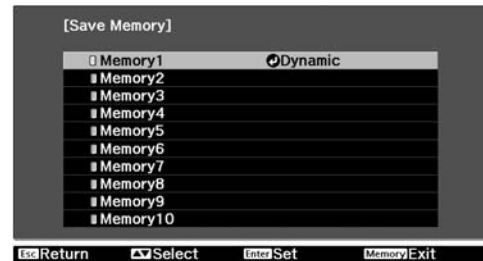 [Save Memory]
Memory1 Dynamic
Memory2
Memory3
Memory4
Memory5
Memory6
Memory7
Memory8
Memory9
Memory10
Esc Return Select Enter Set Memory Exit